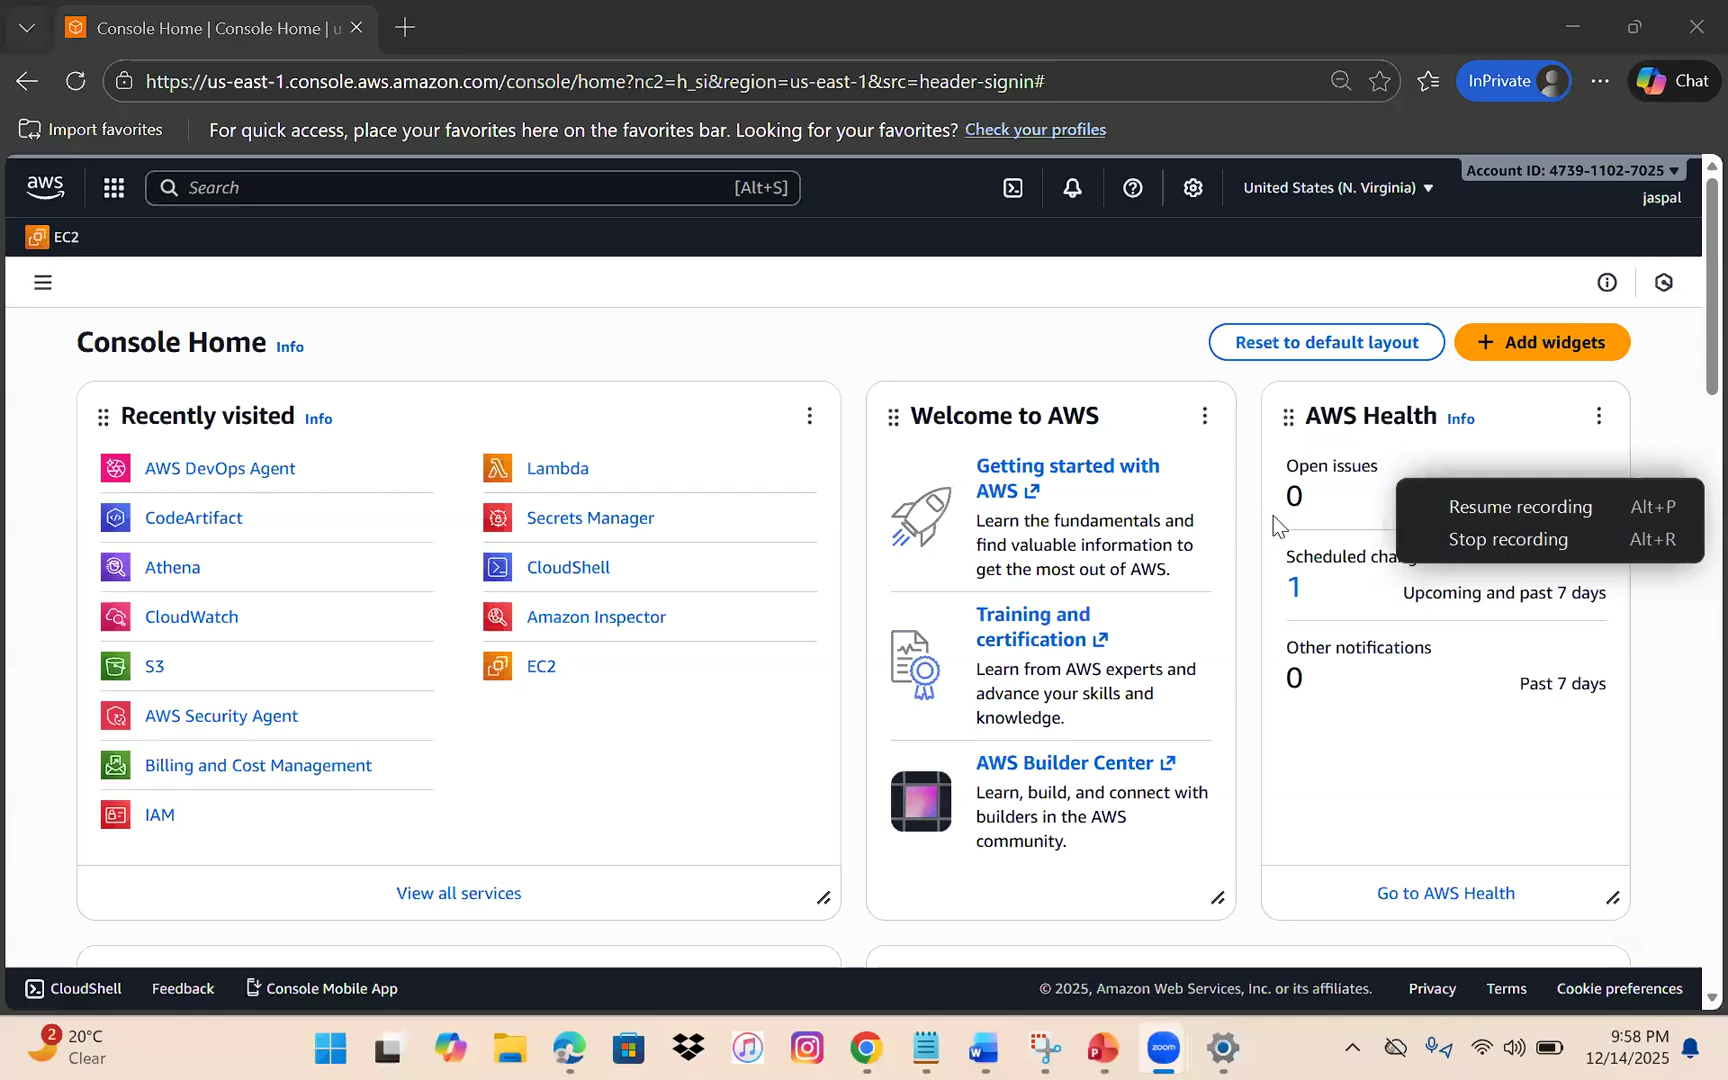 Console Home | Console Home | u
https://us-east-1.console.aws.amazon.com/console/home?nc2=h_si&region=us-east-1&src=header-signin#
InPrivate
Chat
Import favorites
For quick access, place your favorites here on the favorites bar. Looking for your favorites? Check your profiles
aws
Search
[Alt+S]
United States (N. Virginia)
Account ID: 4739-1102-7025
jaspal
EC2
Console Home Info
Reset to default layout
+ Add widgets
Recently visited Info
AWS DevOps Agent
CodeArtifact
Athena
CloudWatch
S3
AWS Security Agent
Billing and Cost Management
IAM
Lambda
Secrets Manager
CloudShell
Amazon Inspector
EC2
View all services
Welcome to AWS
Getting started with
AWS
Learn the fundamentals and
find valuable information to
get the most out of AWS.
Training and
certification
Learn from AWS experts and
advance your skills and
knowledge.
AWS Builder Center
Learn, build, and connect with
builders in the AWS
community.
AWS Health Info
Open issues
0
Resume recording Alt+P
Stop recording Alt+R
Scheduled chang
1
Upcoming and past 7 days
Other notifications
0
Past 7 days
Go to AWS Health
CloudShell
Feedback
Console Mobile App
© 2025, Amazon Web Services, Inc. or its affiliates.
Privacy
Terms
Cookie preferences
2
20°C
Clear
zoom
9:58 PM
12/14/2025